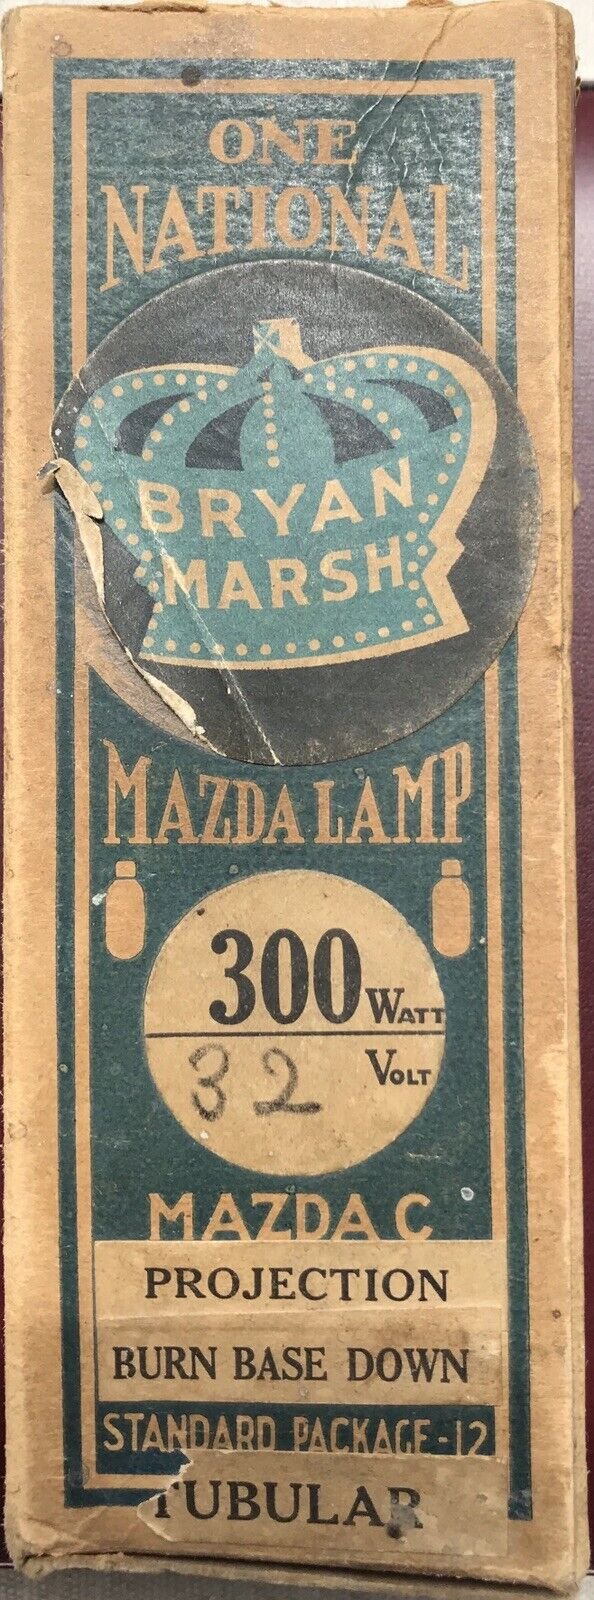 ONE
NATIONAL
BRYAN
MARSH
MAZDA LAMP
300 WATT
32 VOLT
MAZDA C
PROJECTION
BURN BASE DOWN
STANDARD PACKAGE-12
TUBULAR